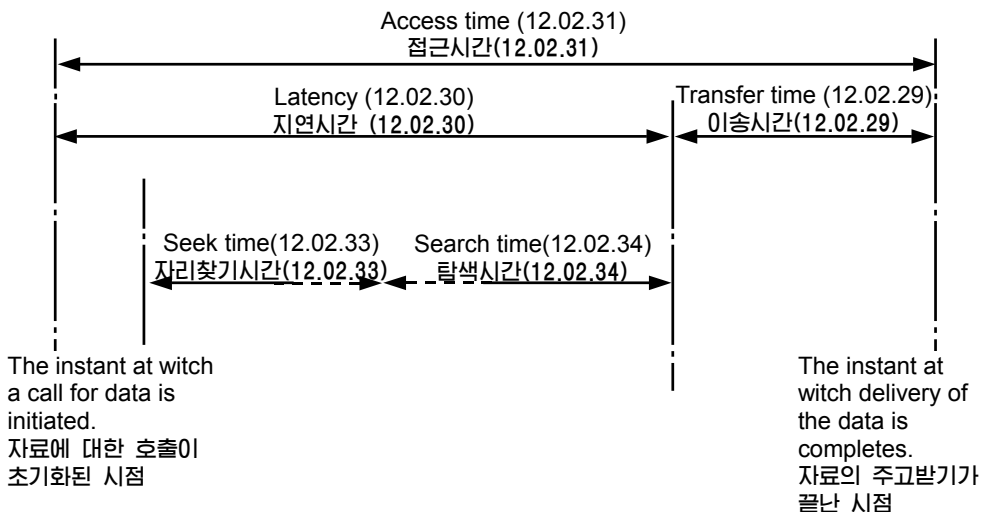 Access time (12.02.31)
접근시간(12.02.31)
Latency (12.02.30)
지연시간 (12.02.30)
Transfer time (12.02.29)
이송시간(12.02.29)
Seek time(12.02.33)
자리찾기시간(12.02.33)
Search time(12.02.34)
탐색시간(12.02.34)
The instant at witch
a call for data is
initiated.
자료에 대한 호출이
초기화된 시점
The instant at
witch delivery of
the data is
completes.
자료의 주고받기가
끝난 시점